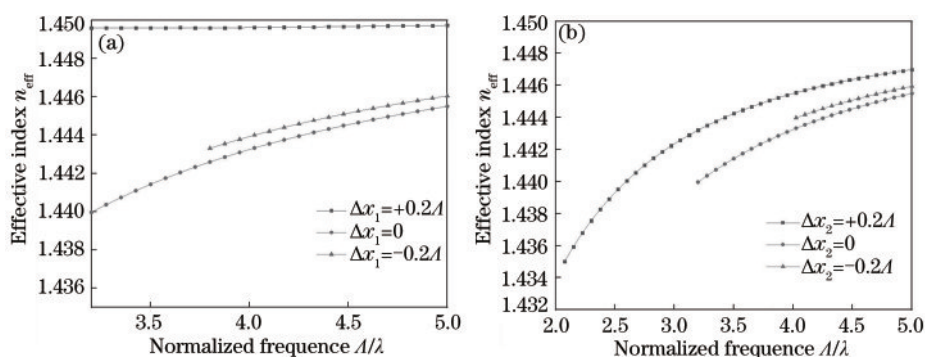 (a)
Effective index n_eff
1.450
1.448
1.446
1.444
1.442
1.440
1.438
1.436
Δx₁=+0.2Λ
Δx₁=0
Δx₁=−0.2Λ
3.5
4.0
4.5
5.0
Normalized frequence Λ/λ
(b)
Effective index n_eff
1.450
1.448
1.446
1.444
1.442
1.440
1.438
1.436
1.434
1.432
Δx₂=+0.2Λ
Δx₂=0
Δx₂=−0.2Λ
2.0
2.5
3.0
3.5
4.0
4.5
5.0
Normalized frequence Λ/λ